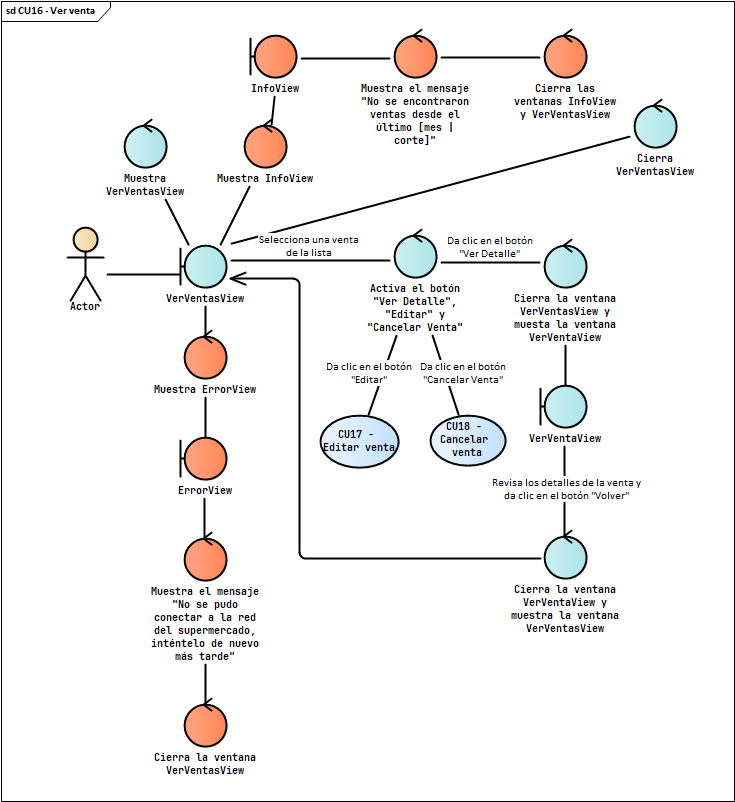 sd CU16 - Ver venta
InfoView
Muestra el mensaje
"No se encontraron
ventas desde el
último [mes |
corte]"
Cierra las
ventanas InfoView
y VerVentasView
Muestra
VerVentasView
Muestra InfoView
Cierra
VerVentasView
Actor
VerVentasView
Selecciona una venta
de la lista
Activa el botón
"Ver Detalle",
"Editar" y
"Cancelar Venta"
Da clic en el botón
"Ver Detalle"
Cierra la ventana
VerVentasView y
muesta la ventana
VerVentaView
Muestra ErrorView
Da clic en el botón
"Editar"
Da clic en el botón
"Cancelar Venta"
CU17 -
Editar venta
CU18 -
Cancelar
venta
VerVentaView
ErrorView
Revisa los detalles de la venta y
da clic en el botón "Volver"
Muestra el mensaje
"No se pudo
conectar a la red
del supermercado,
inténtelo de nuevo
más tarde"
Cierra la ventana
VerVentaView y
muestra la ventana
VerVentasView
Cierra la ventana
VerVentasView